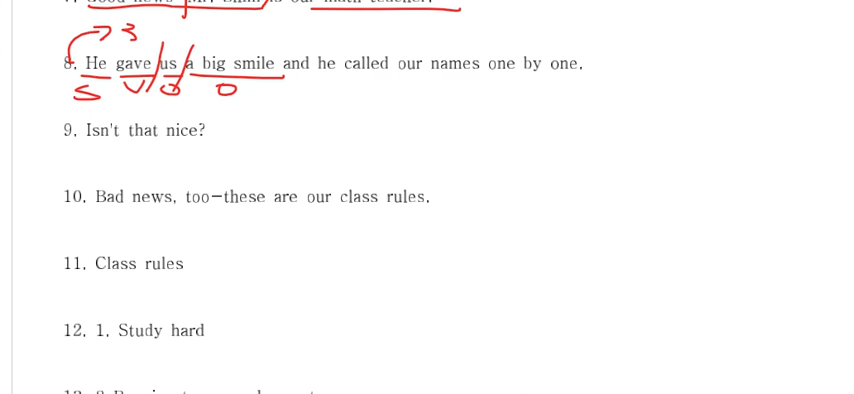 3
8. He gave us a big smile and he called our names one by one.
S V O O
9. Isn't that nice?
10. Bad news, too—these are our class rules.
11. Class rules
12. 1. Study hard